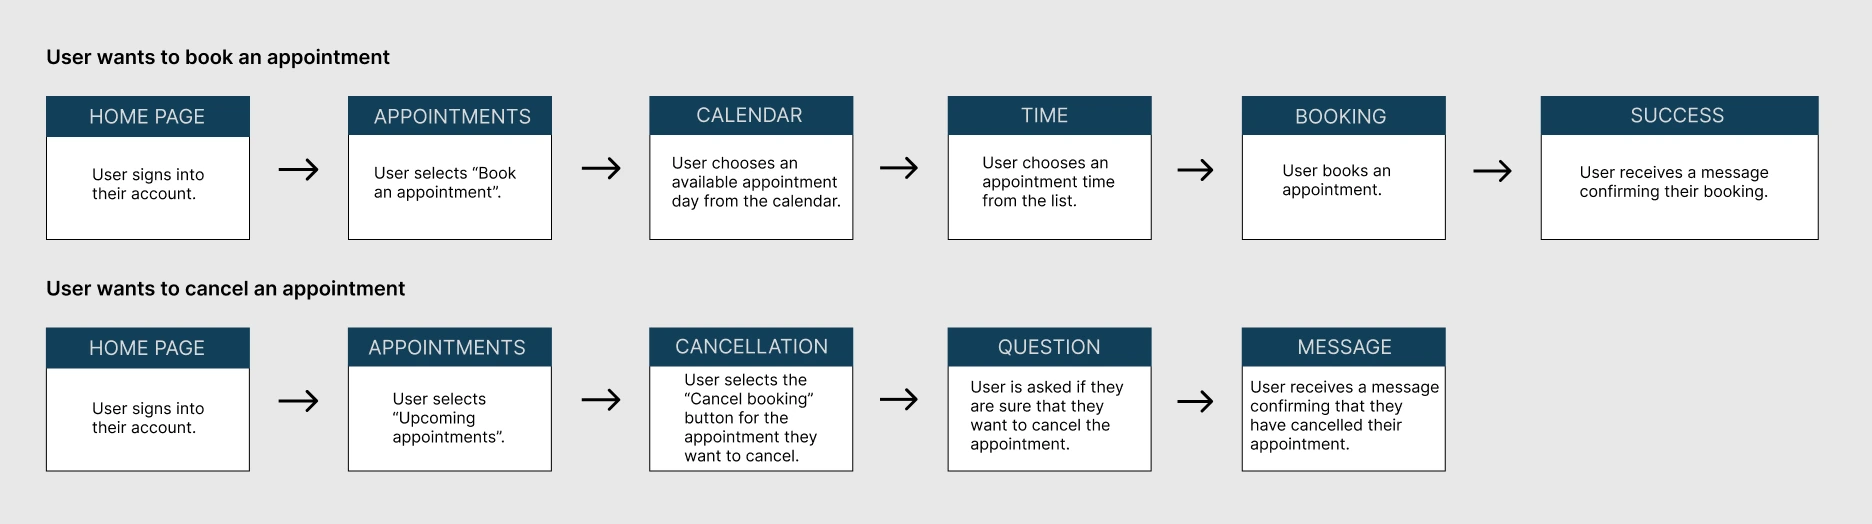 User wants to book an appointment
HOME PAGE
User signs into
their account.
APPOINTMENTS
User selects “Book
an appointment”.
CALENDAR
User chooses an
available appointment
day from the calendar.
TIME
User chooses an
appointment time
from the list.
BOOKING
User books an
appointment.
SUCCESS
User receives a message
confirming their booking.
User wants to cancel an appointment
HOME PAGE
User signs into
their account.
APPOINTMENTS
User selects
“Upcoming
appointments”.
CANCELLATION
User selects the
“Cancel booking”
button for the
appointment they
want to cancel.
QUESTION
User is asked if they
are sure that they
want to cancel the
appointment.
MESSAGE
User receives a message
confirming that they
have cancelled their
appointment.